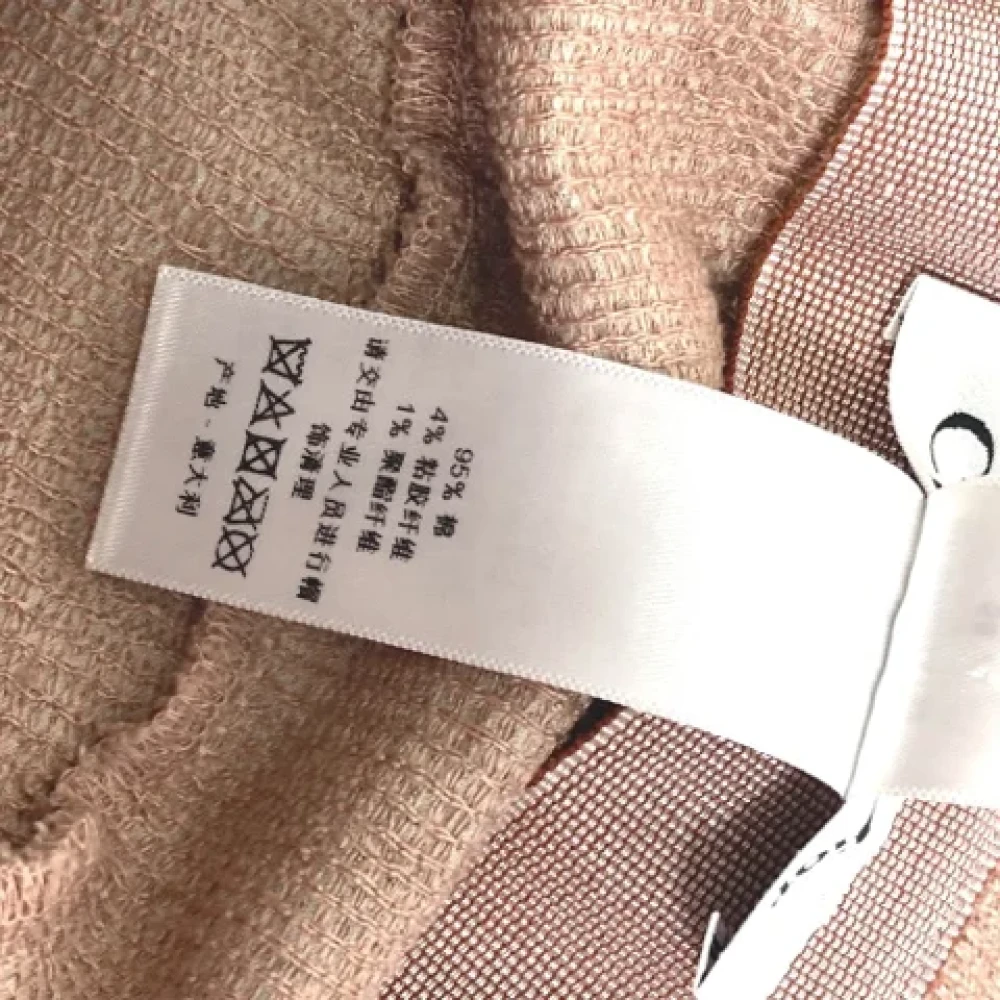 95% 棉
4% 粘胶纤维
1% 聚酯纤维
请交由专业人员进行帽
饰清理
产地 - 意大利